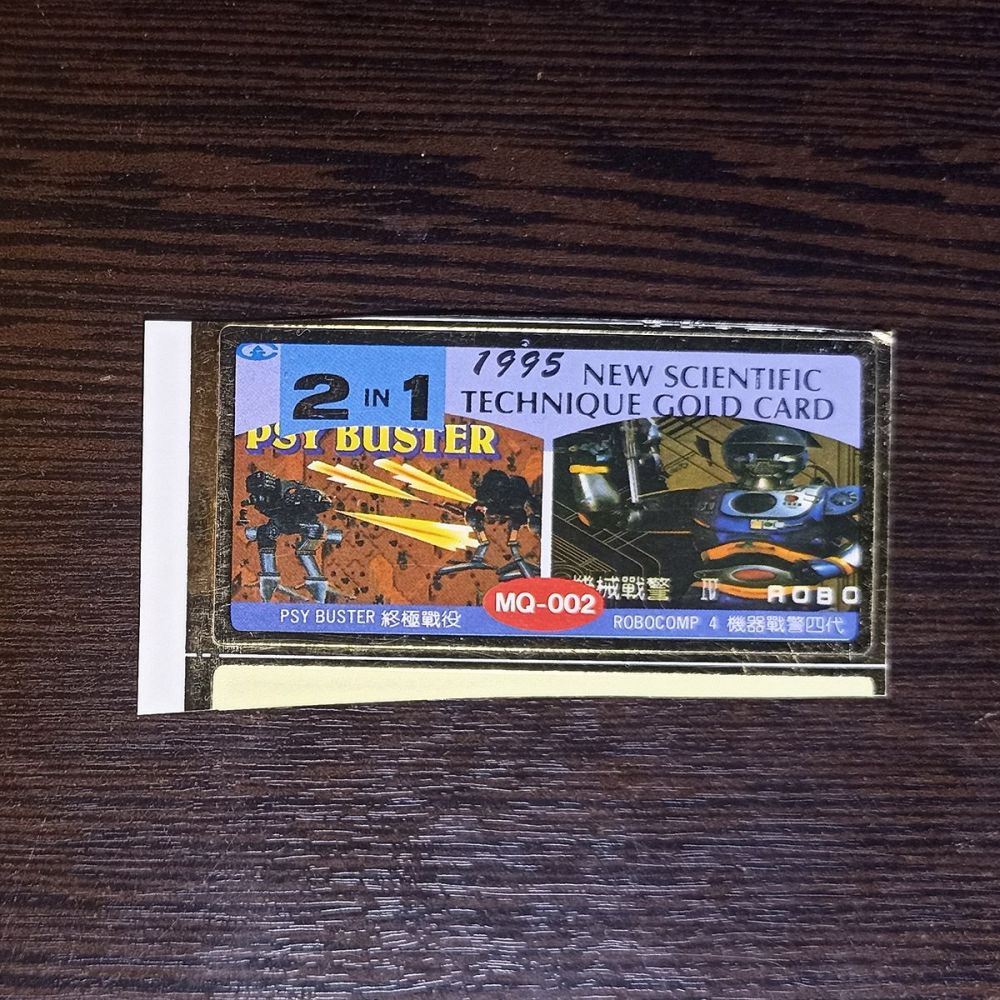 2 IN 1
1995 NEW SCIENTIFIC
TECHNIQUE GOLD CARD
PSY BUSTER
機械戰警 IV ROBO
MQ-002
PSY BUSTER 終極戰役
ROBOCOMP 4 機器戰警四代